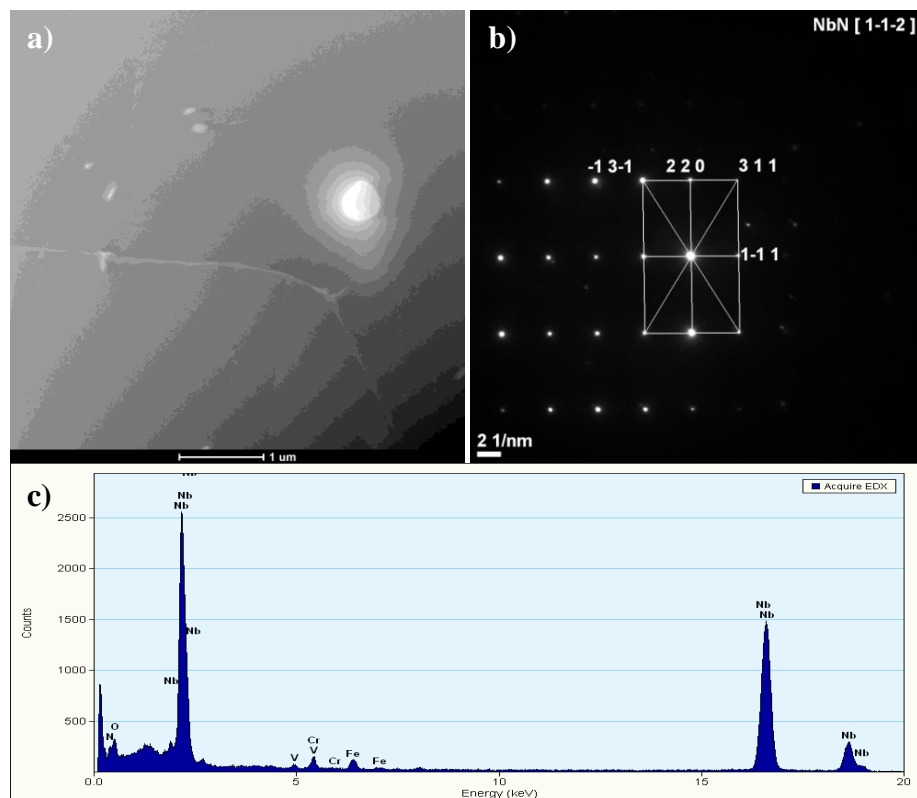 a)
1 um
b)
NbN [ 1-1-2 ]
-1 3-1 2 2 0 3 1 1
1-1 1
2 1/nm
c)
Acquire EDX
Nb
Nb
Nb
Nb
Nb
O
N
Cr
V V
Cr
Fe
Fe
Nb
Nb
Nb
Nb
2500
2000
1500
1000
500
Counts
0.0 5 10 15 20
Energy (keV)